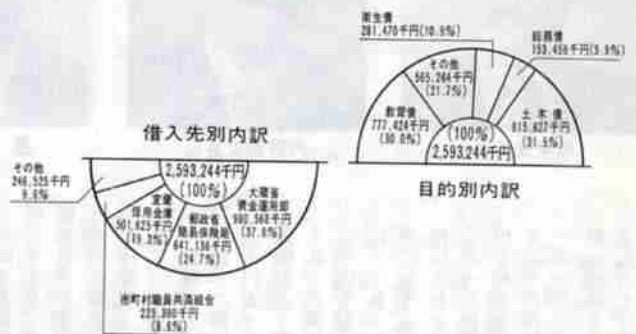 衛生債
281,470千円(10.9%)
総務債
153,459千円(5.9%)
その他
565,264千円
(21.7%)
教育債
777,424千円
(30.0%)
土木債
815,627千円
(31.5%)
(100%)
2,593,244千円
目的別内訳
借入先別内訳
2,593,244千円
(100%)
その他
246,525千円
9.6%
室蘭
信用金庫
501,625千円
(19.3%)
郵政省
簡易保険局
641,136千円
(24.7%)
大蔵省
資金運用部
980,568千円
(37.8%)
市町村職員共済組合
223,390千円
(8.6%)